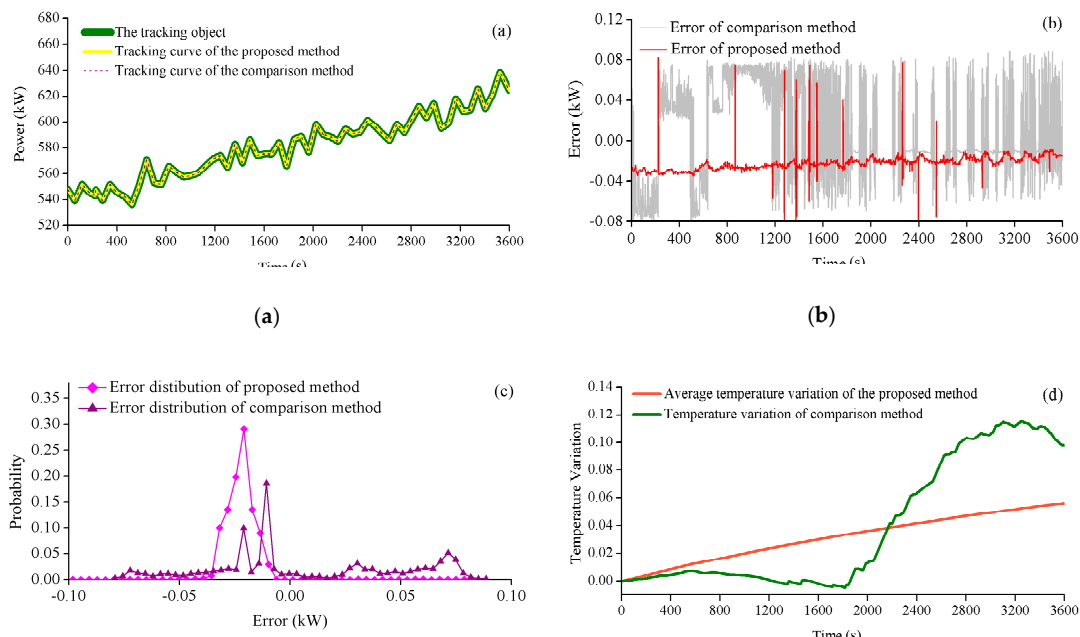 680
660
640
620
600
580
560
540
520
Power (kW)
The tracking object
Tracking curve of the proposed method
Tracking curve of the comparison method
(a)
0 400 800 1200 1600 2000 2400 2800 3200 3600
Time (s)
(a)
0.12
0.08
0.04
0.00
-0.04
-0.08
Error (kW)
Error of comparison method
Error of proposed method
(b)
0 400 800 1200 1600 2000 2400 2800 3200 3600
Time (s)
(b)
0.35
0.30
0.25
0.20
0.15
0.10
0.05
0.00
Probability
Error distibution of proposed method
Error distribution of comparison method
(c)
-0.10 -0.05 0.00 0.05 0.10
Error (kW)
0.14
0.12
0.10
0.08
0.06
0.04
0.02
0.00
Temperature Variation
Average temperature variation of the proposed method
Temperature variation of comparison method
(d)
0 400 800 1200 1600 2000 2400 2800 3200 3600
Time (s)